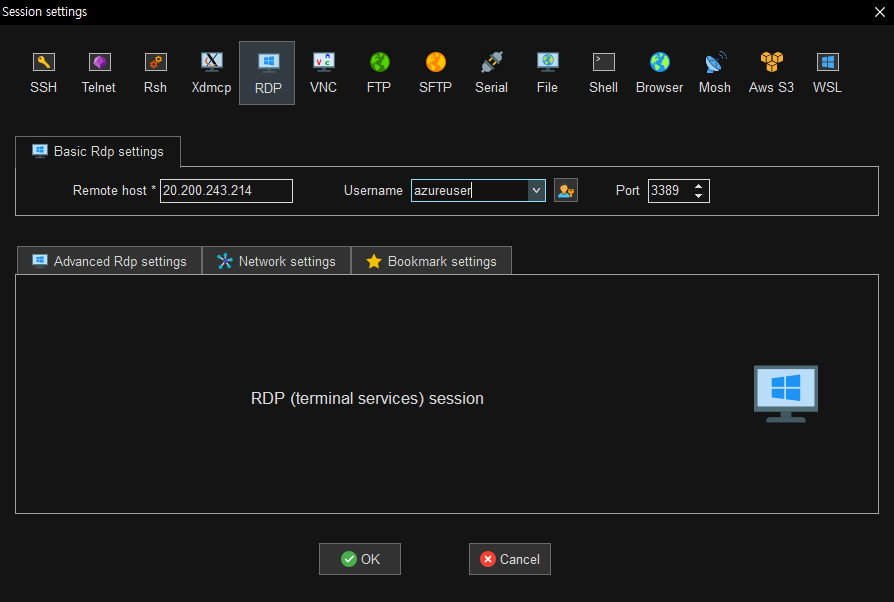 Session settings
SSH Telnet Rsh Xdmcp RDP VNC FTP SFTP Serial File Shell Browser Mosh Aws S3 WSL
Basic Rdp settings
Remote host * 20.200.243.214 Username azureuser Port 3389
Advanced Rdp settings Network settings Bookmark settings
RDP (terminal services) session
OK Cancel